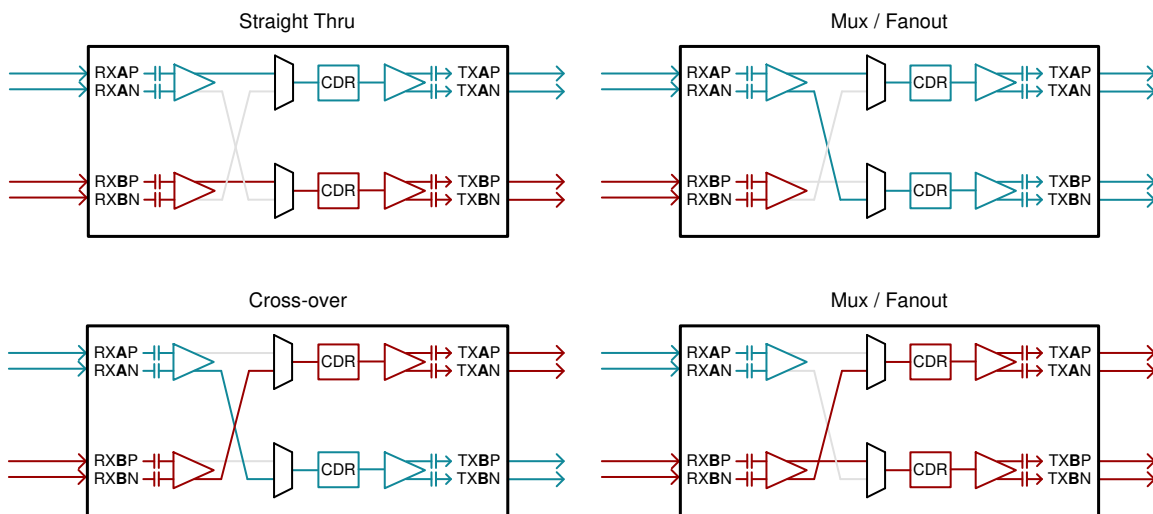 Straight Thru
RXAP
RXAN
CDR
TXAP
TXAN
RXBP
RXBN
CDR
TXBP
TXBN
Mux / Fanout
RXAP
RXAN
CDR
TXAP
TXAN
RXBP
RXBN
CDR
TXBP
TXBN
Cross-over
RXAP
RXAN
CDR
TXAP
TXAN
RXBP
RXBN
CDR
TXBP
TXBN
Mux / Fanout
RXAP
RXAN
CDR
TXAP
TXAN
RXBP
RXBN
CDR
TXBP
TXBN